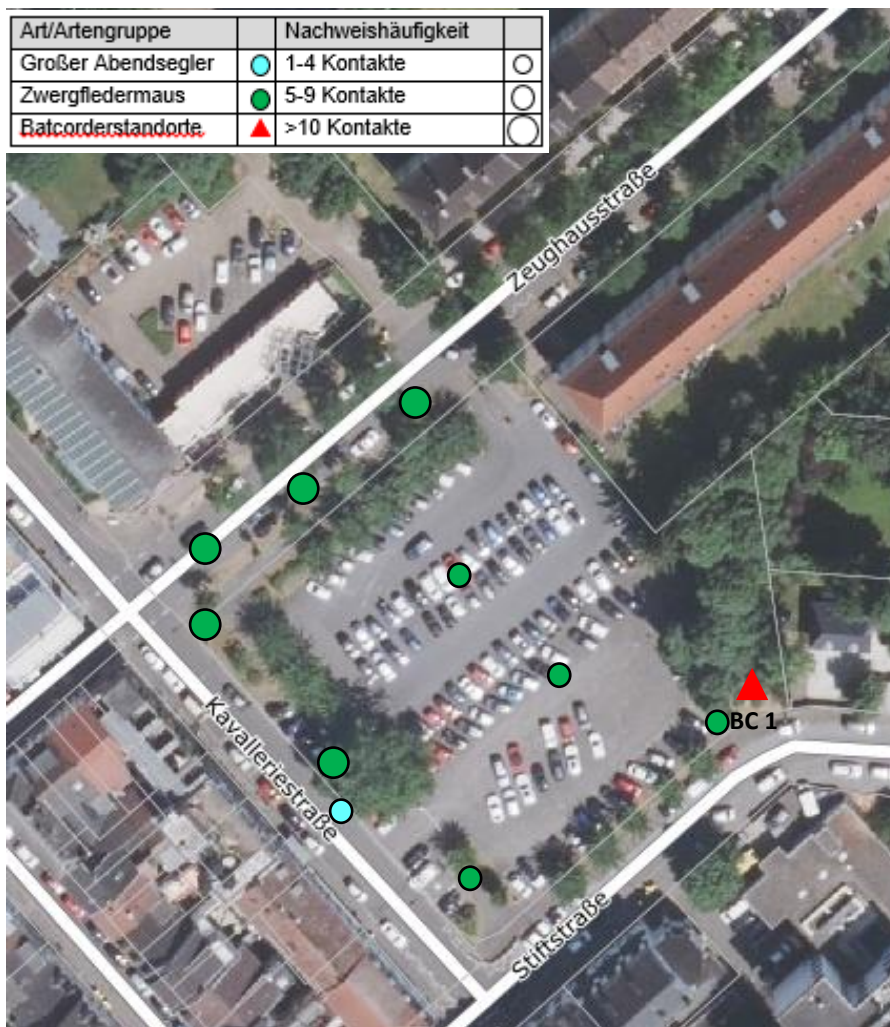 Art/Artengruppe Nachweishäufigkeit
Großer Abendsegler 1-4 Kontakte
Zwergfledermaus 5-9 Kontakte
Batcorderstandorte >10 Kontakte
Zeughausstraße
Kavalleriestraße
BC 1
Stiftstraße